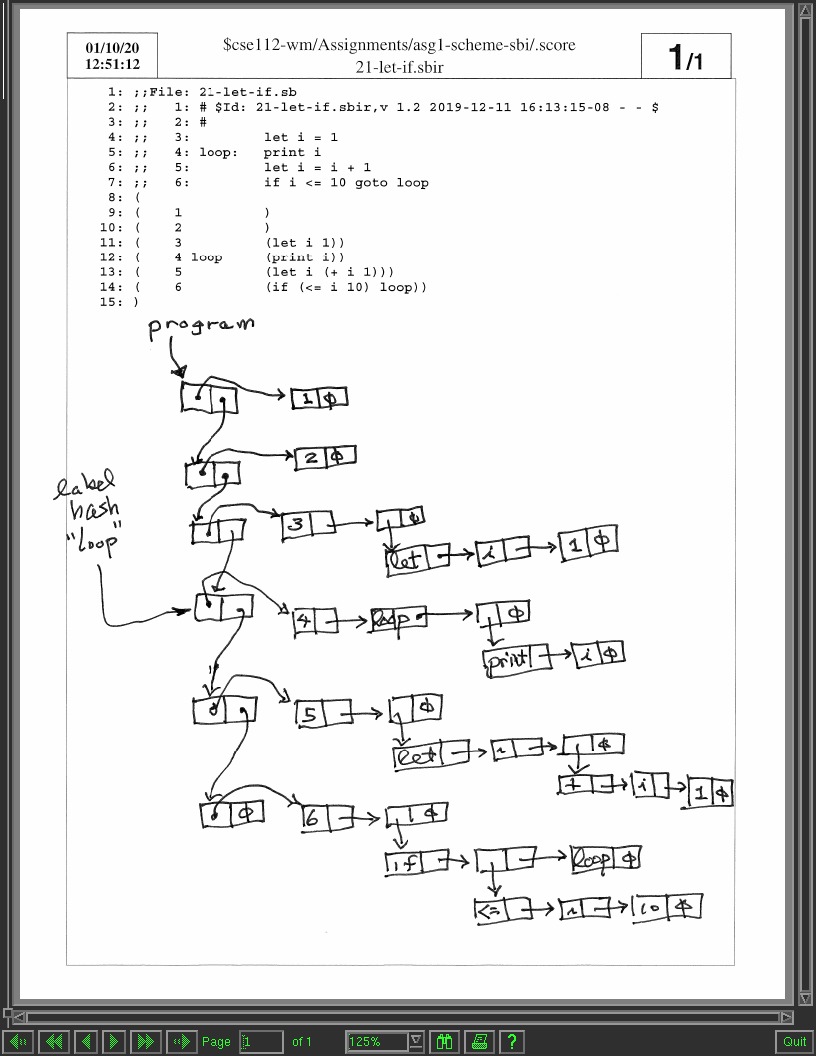 01/10/20
12:51:12
$cse112-wm/Assignments/asg1-scheme-sbi/.score
21-let-if.sbir
1/1
1: ;;File: 21-let-if.sb
2: ;; 1: # $Id: 21-let-if.sbir,v 1.2 2019-12-11 16:13:15-08 - - $
3: ;; 2: #
4: ;; 3: let i = 1
5: ;; 4: loop: print i
6: ;; 5: let i = i + 1
7: ;; 6: if i <= 10 goto loop
8: (
9: ( 1 )
10: ( 2 )
11: ( 3 (let i 1))
12: ( 4 loop (print i))
13: ( 5 (let i (+ i 1)))
14: ( 6 (if (<= i 10) loop))
15: )
program
1 ϕ
2 ϕ
label
hash
"loop"
3 ϕ
let i 1 ϕ
4 loop ϕ
print i ϕ
5 ϕ
let i ϕ
+ i 1 ϕ
ϕ 6 ϕ
if loop ϕ
<= i 10 ϕ
Page 1 of 1 125% ? Quit